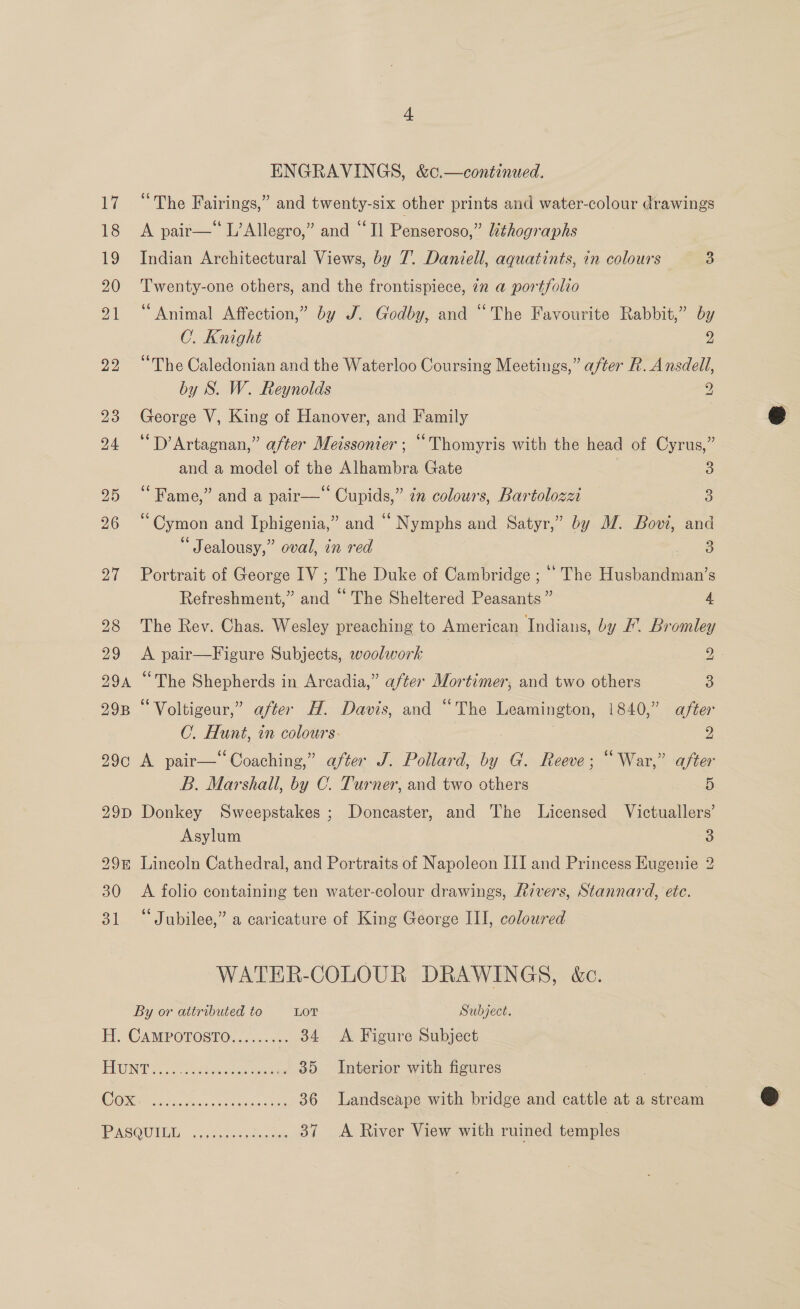 4
ENGRAVINGS, &c.—continued.
17 “The Fairings,” and twenty-six other prints and water-colour drawings
18 A pair—“L’Allegro,” and “Il Penseroso,” lithographs
19 Indian Architectural Views, by T. Daniell, aquatints, in colours 3
20 Twenty-one others, and the frontispiece, in a portfolio
21 “Animal Affection,” by J. Godby, and “The Favourite Rabbit,” by
C. Knight 2
22 “The Caledonian and the Waterloo Coursing Meetings,” after R. Ansdell,
by S. W. Reynolds 2
23 George V, King of Hanover, and Family
24 “D’Artagnan,” after Meissonier; “Thomyris with the head of Cyrus,”
and a model of the Alhambra Gate 3
25 “Fame,” and a pair—“Cupids,” in colours, Bartolozzi 3
26 “Cymon and Iphigenia,” and “Nymphs and Satyr,” by M. Bovi, and
“Jealousy,” oval, in red 3
27 Portrait of George IV; The Duke of Cambridge; “The Husbandman’s
Refreshment,” and “The Sheltered Peasants” 4
28 The Rev. Chas. Wesley preaching to American Indians, by F. Bromley
29 A pair—Figure Subjects, woolwork 2
29A “The Shepherds in Arcadia,” after Mortimer, and two others 3
29B “Voltigeur,” after H. Davis, and “The Leamington, 1840,” after
C. Hunt, in colours 2
29C A pair—“Coaching,” after J. Pollard, by G. Reeve; “War,” after
B. Marshall, by C. Turner, and two others 5
29D Donkey Sweepstakes; Doncaster, and The Licensed Victuallers’
Asylum 3
29E Lincoln Cathedral, and Portraits of Napoleon III and Princess Eugenie 2
30 A folio containing ten water-colour drawings, Rivers, Stannard, etc.
31 “Jubilee,” a caricature of King George III, coloured
WATER-COLOUR DRAWINGS, &c.
By or attributed to LOT Subject.
H. CAMPOTOSTO......... 34 A Figure Subject
HUNT..................... 35 Interior with figures
COX ..................... 36 Landscape with bridge and cattle at a stream
PASQUILL ............... 37 A River View with ruined temples